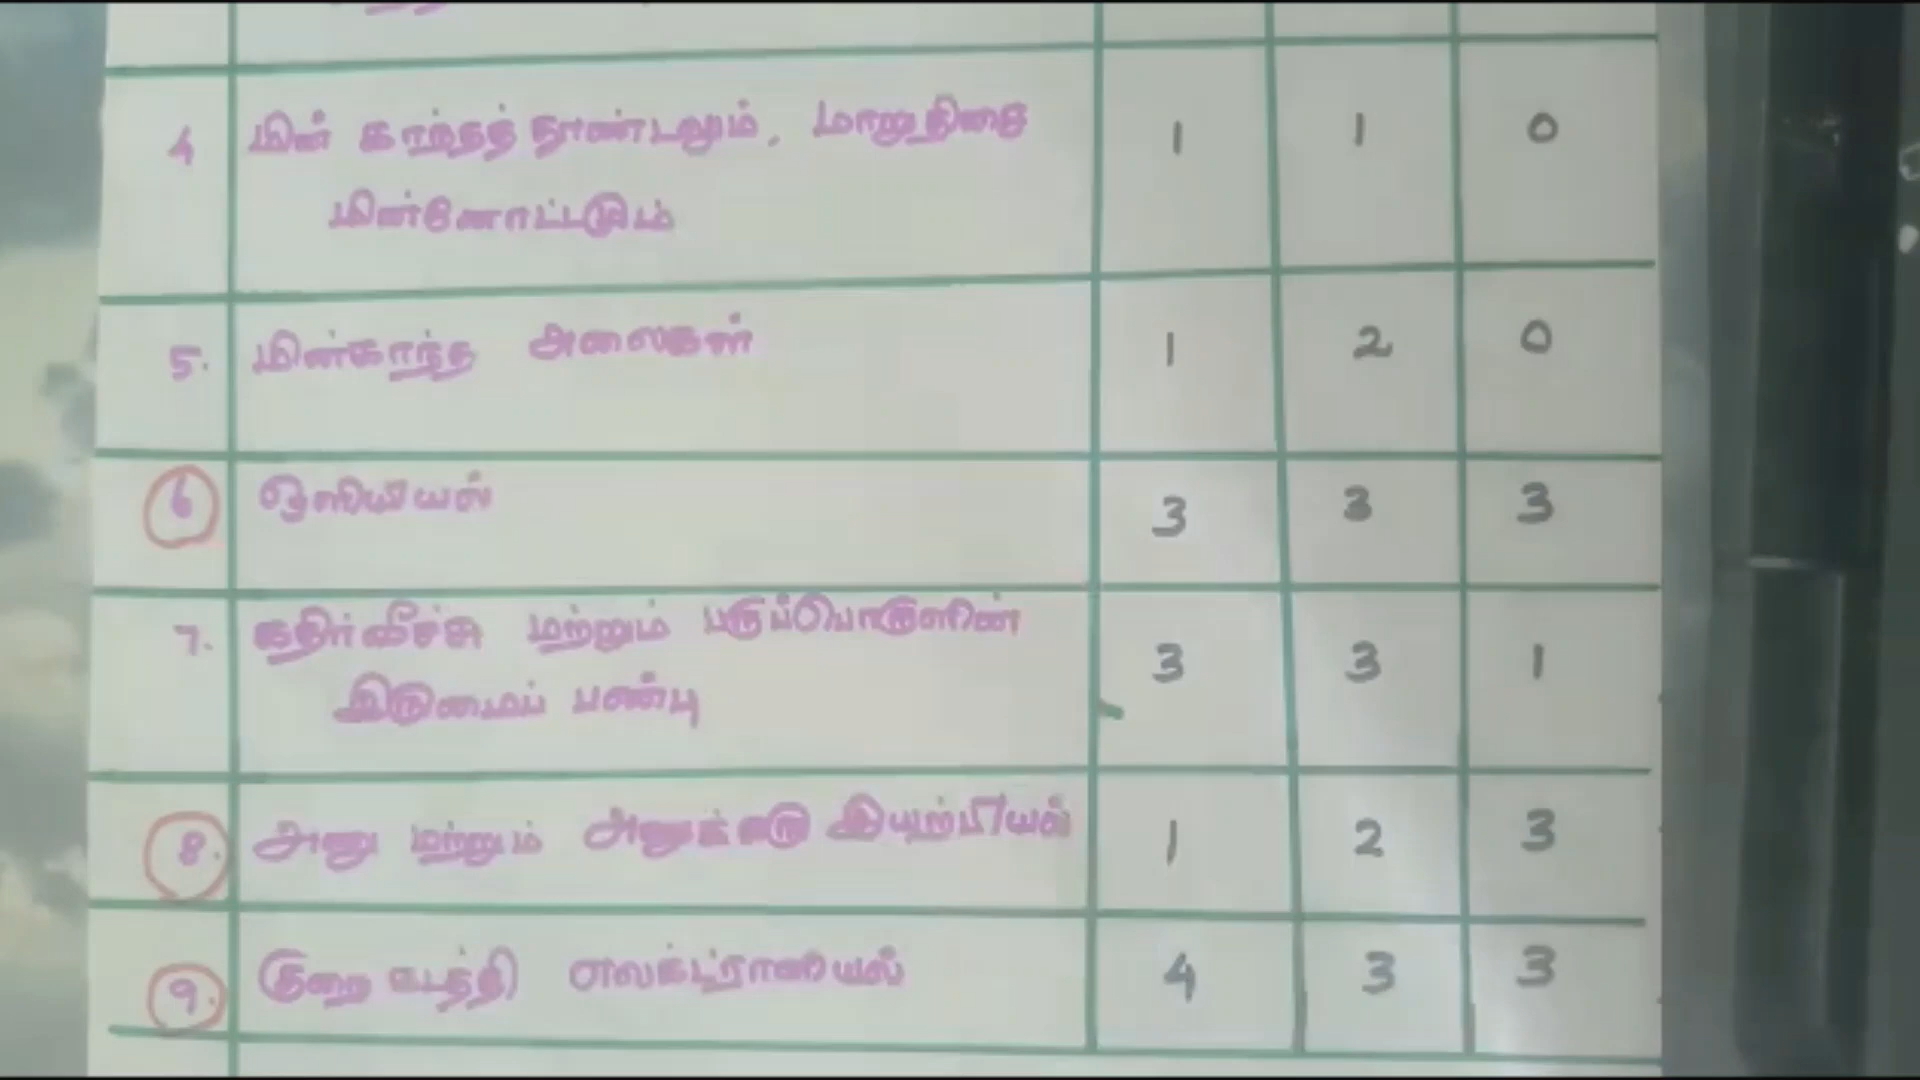 4 மின் காந்தத் தூண்டலும், மாறுதிசை 1 1 0
மின்னோட்டமும்
5. மின்காந்த அலைகள் 1 2 0
6 ஒளியியல் 3 3 3
7. கதிர்வீச்சு மற்றும் பருப்பொருளின் 3 3 1
இருமைப் பண்பு
8. அணு மற்றும் அணுக்கரு இயற்பியல் 1 2 3
9. குறை கடத்தி எலக்ட்ரானியல் 4 3 3